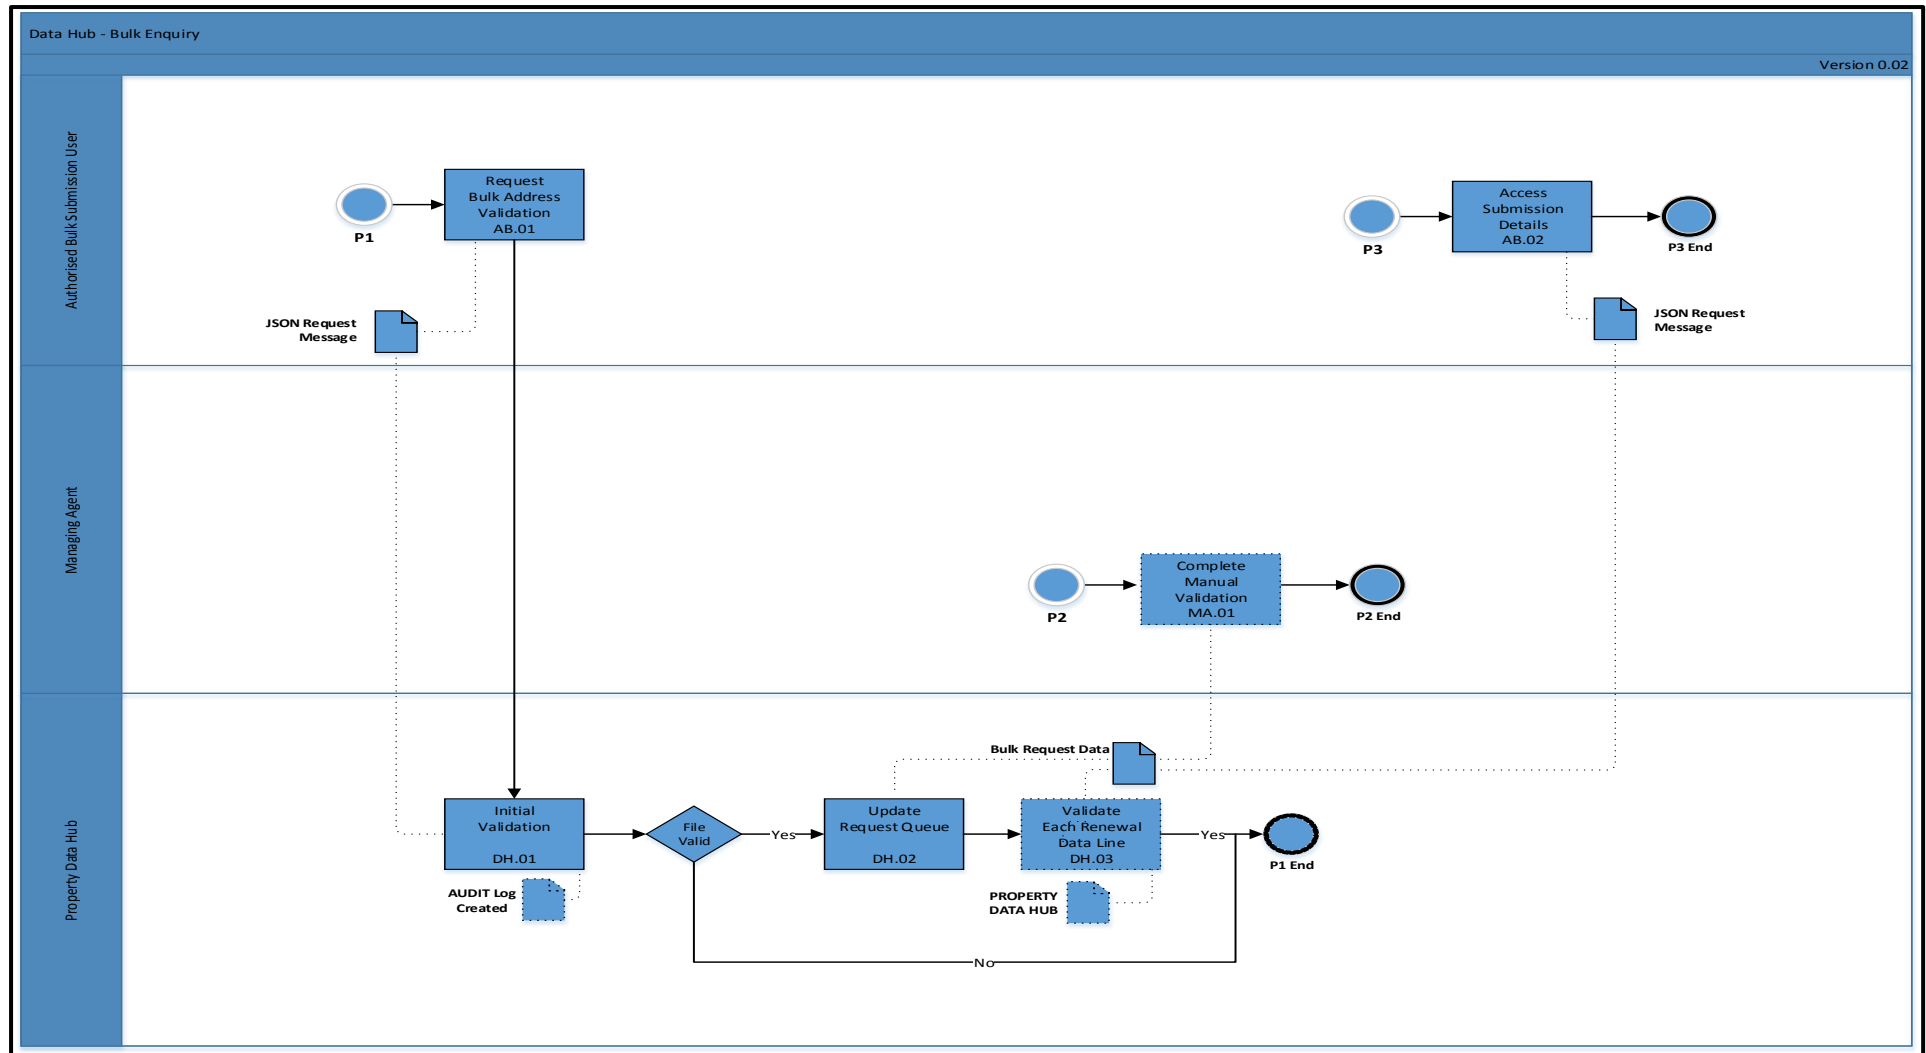 Data Hub - Bulk Enquiry
Version 0.02
Authorised Bulk Submission User
Request
Bulk Address
Validation
AB.01
P1
JSON Request
Message
Access
Submission
Details
AB.02
P3
P3 End
JSON Request
Message
Managing Agent
Complete
Manual
Validation
MA.01
P2
P2 End
Property Data Hub
Bulk Request Data
Initial
Validation
DH.01
File
Valid
Yes
Update
Request Queue
DH.02
Validate
Each Renewal
Data Line
DH.03
Yes
P1 End
AUDIT Log
Created
PROPERTY
DATA HUB
No